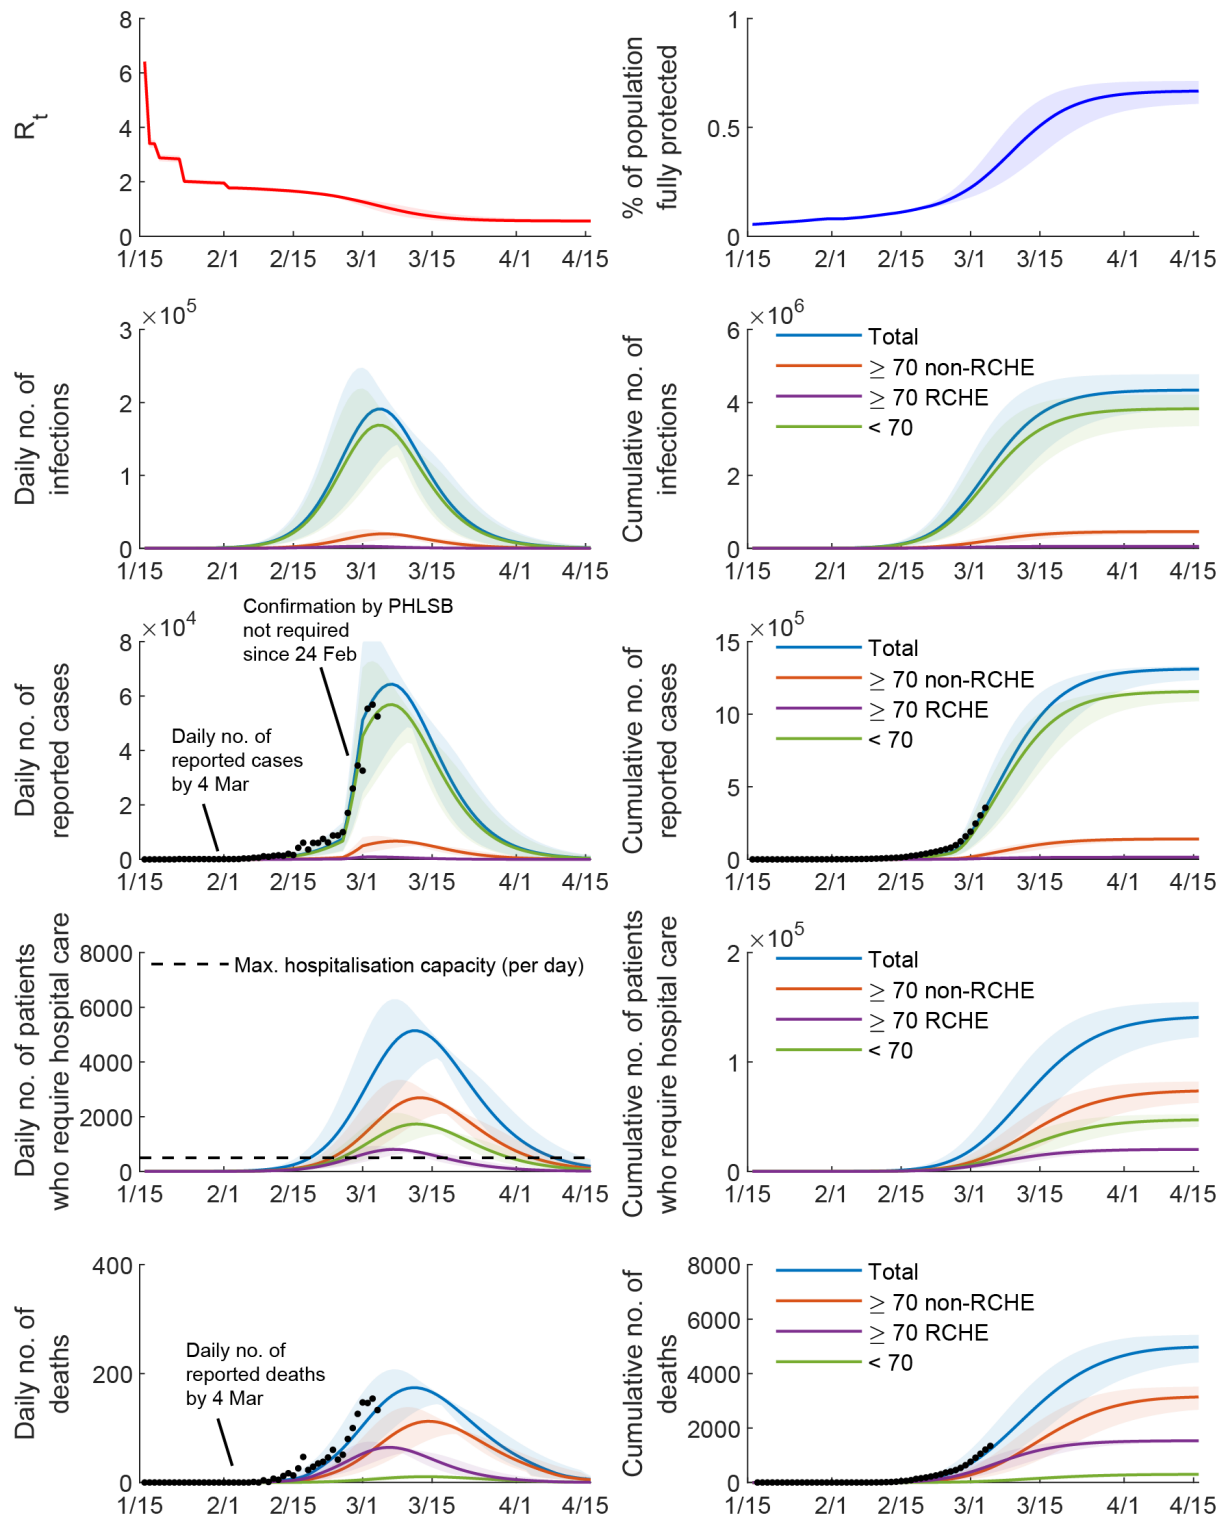 8
6
4
2
0
R_t
1/15 2/1 2/15 3/1 3/15 4/1 4/15
1
0.5
0
% of population
fully protected
1/15 2/1 2/15 3/1 3/15 4/1 4/15
×10^5
3
2
1
0
Daily no. of
infections
1/15 2/1 2/15 3/1 3/15 4/1 4/15
×10^6
6
4
2
0
Cumulative no. of
infections
Total
≥ 70 non-RCHE
≥ 70 RCHE
< 70
1/15 2/1 2/15 3/1 3/15 4/1 4/15
×10^4
8
6
4
2
0
Daily no. of
reported cases
Confirmation by PHLSB
not required
since 24 Feb
Daily no. of
reported cases
by 4 Mar
1/15 2/1 2/15 3/1 3/15 4/1 4/15
×10^5
15
10
5
0
Cumulative no. of
reported cases
Total
≥ 70 non-RCHE
≥ 70 RCHE
< 70
1/15 2/1 2/15 3/1 3/15 4/1 4/15
8000
6000
4000
2000
0
Daily no. of patients
who require hospital care
Max. hospitalisation capacity (per day)
1/15 2/1 2/15 3/1 3/15 4/1 4/15
×10^5
2
1
0
Cumulative no. of patients
who require hospital care
Total
≥ 70 non-RCHE
≥ 70 RCHE
< 70
1/15 2/1 2/15 3/1 3/15 4/1 4/15
400
200
0
Daily no. of
deaths
Daily no. of
reported deaths
by 4 Mar
1/15 2/1 2/15 3/1 3/15 4/1 4/15
8000
6000
4000
2000
0
Cumulative no. of
deaths
Total
≥ 70 non-RCHE
≥ 70 RCHE
< 70
1/15 2/1 2/15 3/1 3/15 4/1 4/15